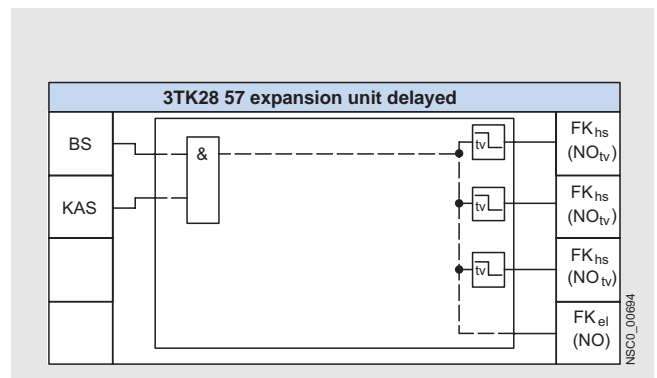 3TK28 57 expansion unit delayed
BS
&
KAS
tv
FKhs
(NOtv)
tv
FKhs
(NOtv)
tv
FKhs
(NOtv)
FKel
(NO)
NSC0_00694